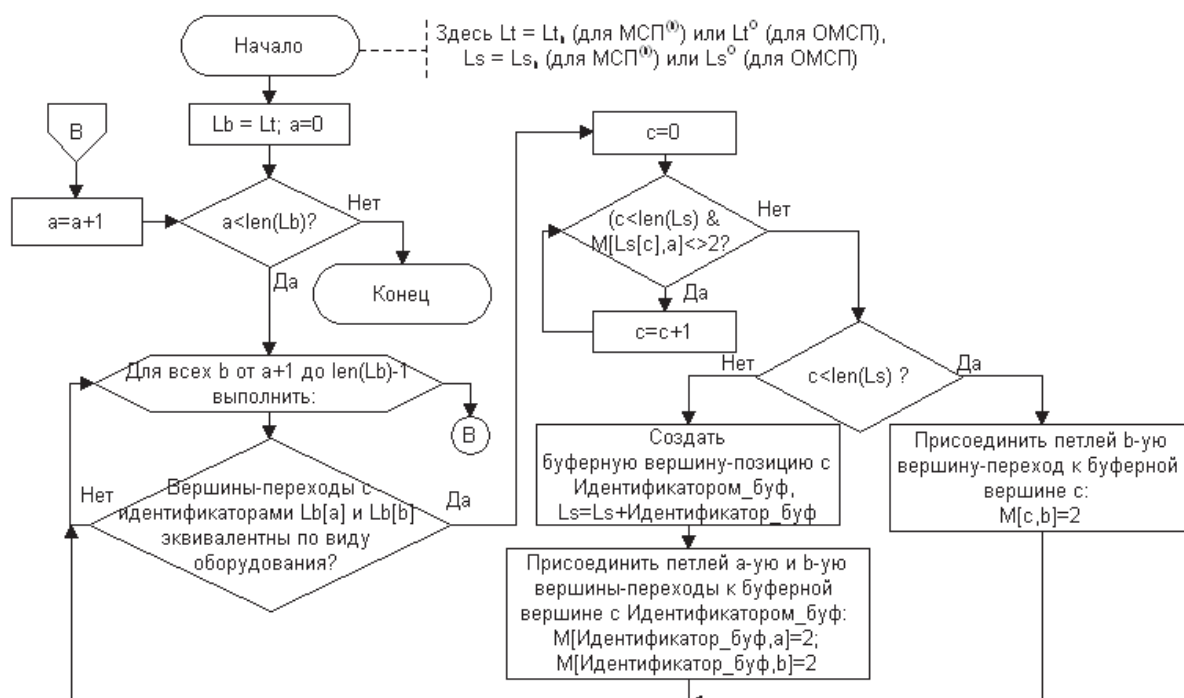 Начало
Здесь Lt = Lt, (для МСП⁽ᴵ⁾) или Ltᴼ (для ОМСП),
Ls = Ls, (для МСП⁽ᴵ⁾) или Lsᴼ (для ОМСП)
В
Lb = Lt; a=0
c=0
a=a+1
a<len(Lb)?
Нет
Да
Конец
(c<len(Ls) &
M[Ls[c],a]<>2?
Нет
Да
c=c+1
Для всех b от a+1 до len(Lb)-1
выполнить:
В
c<len(Ls) ?
Нет
Да
Вершины-переходы с
идентификаторами Lb[a] и Lb[b]
эквивалентны по виду
оборудования?
Нет
Да
Создать
буферную вершину-позицию с
Идентификатором_буф,
Ls=Ls+Идентификатор_буф
Присоединить петлей b-ую
вершину-переход к буферной
вершине с:
M[c,b]=2
Присоединить петлей a-ую и b-ую
вершины-переходы к буферной
вершине с Идентификатором_буф:
M[Идентификатор_буф,a]=2;
M[Идентификатор_буф,b]=2